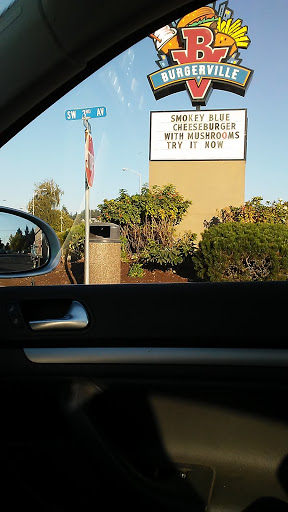 B
BURGERVILLE
SMOKEY BLUE
CHEESEBURGER
WITH MUSHROOMS
TRY IT NOW
SW 2ND AV